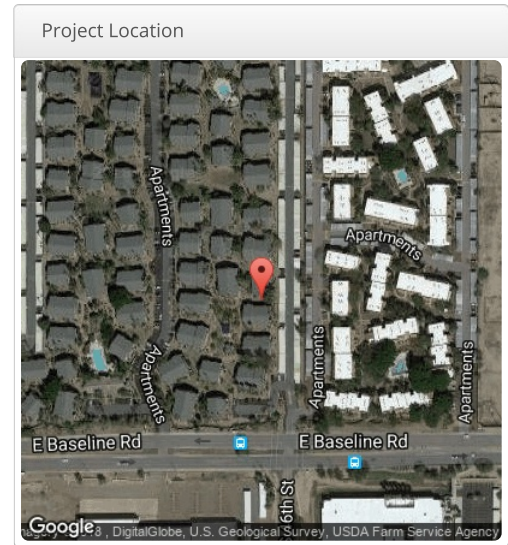 Project Location
Apartments
Apartments
Apartments
Apartments
Apartments
E Baseline Rd
E Baseline Rd
6th St
Google
, DigitalGlobe, U.S. Geological Survey, USDA Farm Service Agency